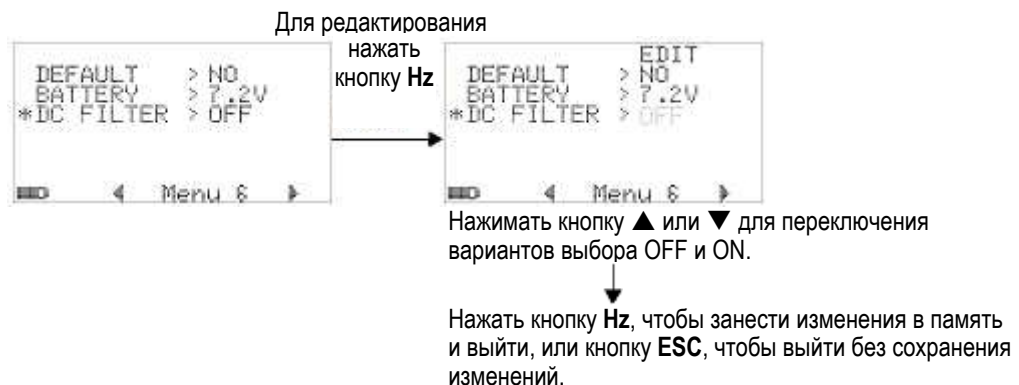 Для редактирования
нажать
кнопку Hz
DEFAULT > NO
BATTERY > 7.2V
*DC FILTER > OFF
Menu 6
EDIT
DEFAULT > NO
BATTERY > 7.2V
*DC FILTER > OFF
Menu 6
Нажимать кнопку ▲ или ▼ для переключения
вариантов выбора OFF и ON.
Нажать кнопку Hz, чтобы занести изменения в память
и выйти, или кнопку ESC, чтобы выйти без сохранения
изменений.